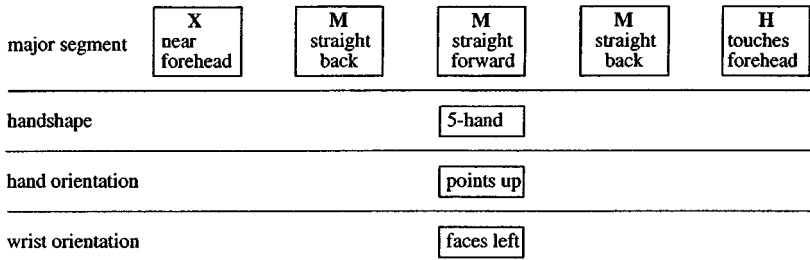 X M M M H
major segment near straight straight straight touches
forehead back forward back forehead
handshape 5-hand
hand orientation points up
wrist orientation faces left